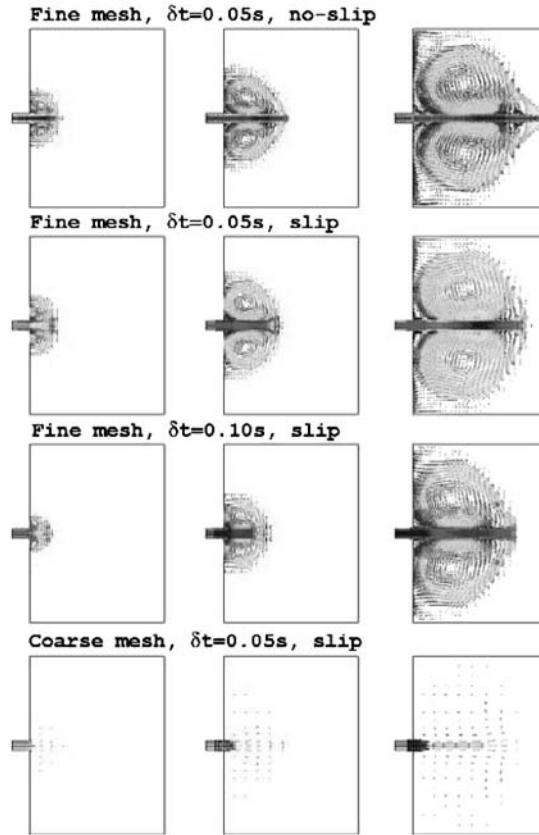 Fine mesh, δt=0.05s, no-slip
Fine mesh, δt=0.05s, slip
Fine mesh, δt=0.10s, slip
Coarse mesh, δt=0.05s, slip